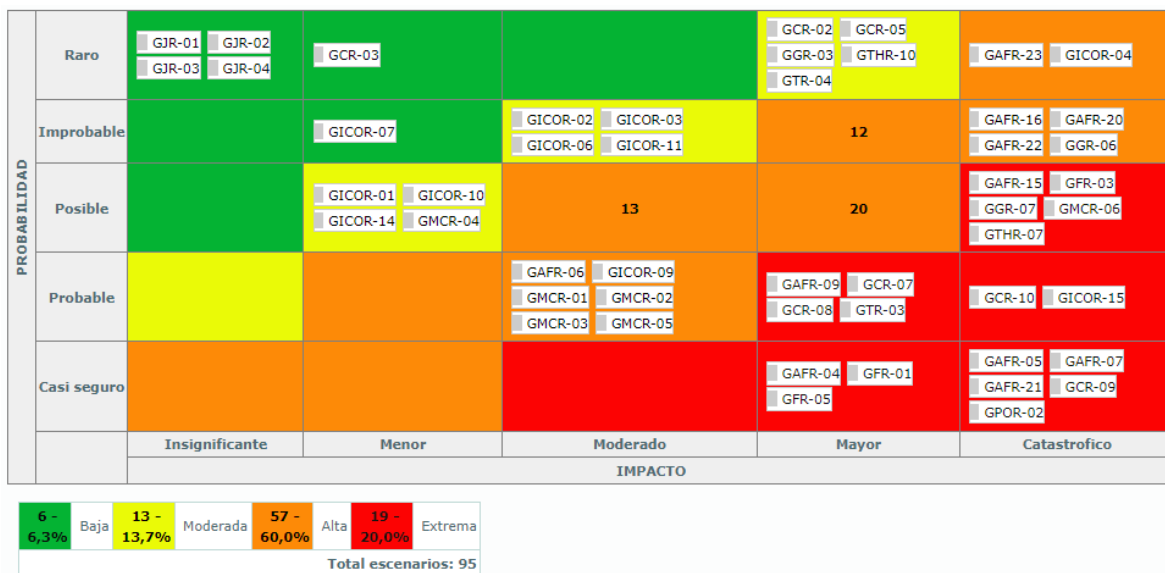 PROBABILIDAD
Raro
GJR-01 GJR-02
GJR-03 GJR-04
GCR-03
GCR-02 GCR-05
GGR-03 GTHR-10
GTR-04
GAFR-23 GICOR-04
Improbable
GICOR-07
GICOR-02 GICOR-03
GICOR-06 GICOR-11
12
GAFR-16 GAFR-20
GAFR-22 GGR-06
Posible
GICOR-01 GICOR-10
GICOR-14 GMCR-04
13
20
GAFR-15 GFR-03
GGR-07 GMCR-06
GTHR-07
Probable
GAFR-06 GICOR-09
GMCR-01 GMCR-02
GMCR-03 GMCR-05
GAFR-09 GCR-07
GCR-08 GTR-03
GCR-10 GICOR-15
Casi seguro
GAFR-04 GFR-01
GFR-05
GAFR-05 GAFR-07
GAFR-21 GCR-09
GPOR-02
Insignificante Menor Moderado Mayor Catastrofico
IMPACTO
6 -
6,3%
Baja
13 -
13,7%
Moderada
57 -
60,0%
Alta
19 -
20,0%
Extrema
Total escenarios: 95